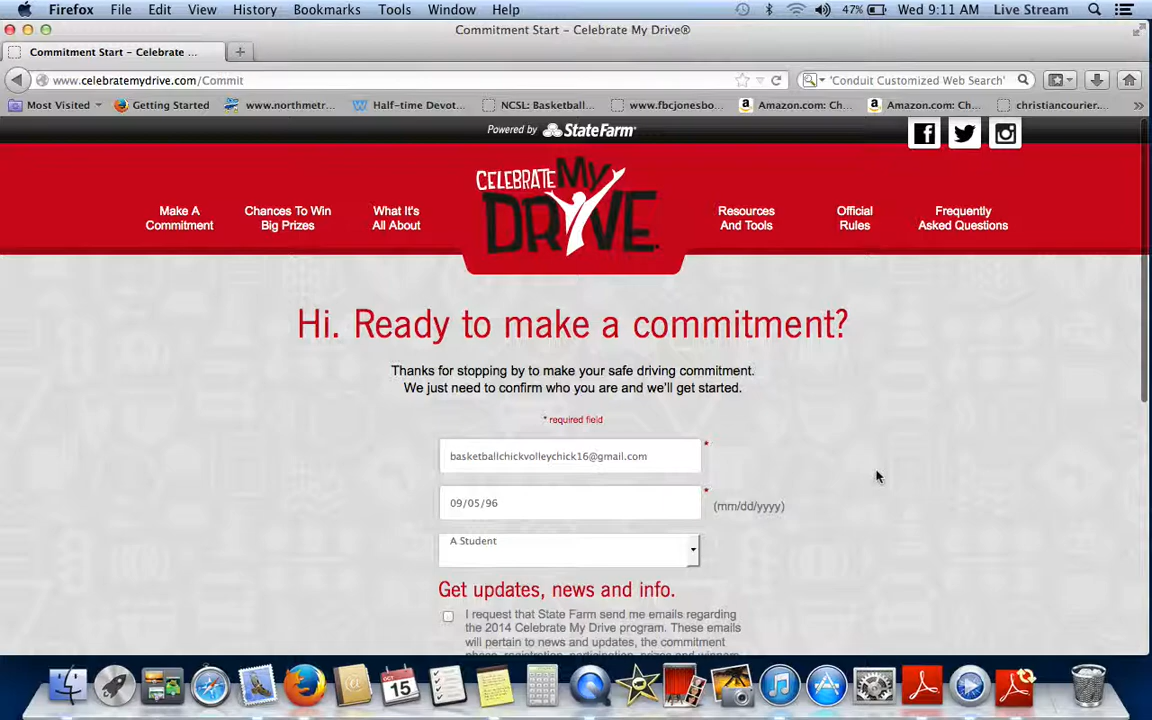 Firefox File Edit View History Bookmarks Tools Window Help 47% Wed 9:11 AM Live Stream
Commitment Start – Celebrate My Drive®
Commitment Start – Celebrate ...
www.celebratemydrive.com/Commit 'Conduit Customized Web Search'
Most Visited Getting Started www.northmetr... Half-time Devot... NCSL: Basketball... www.fbcjonesbo... Amazon.com: Ch... Amazon.com: Ch... christiancourier.... »
Powered by StateFarm®
CELEBRATE My
DRIVE.
Make A
Commitment
Chances To Win
Big Prizes
What It's
All About
Resources
And Tools
Official
Rules
Frequently
Asked Questions
Hi. Ready to make a commitment?
Thanks for stopping by to make your safe driving commitment.
We just need to confirm who you are and we'll get started.
* required field
basketballchickvolleychick16@gmail.com *
09/05/96 * (mm/dd/yyyy)
A Student
Get updates, news and info.
I request that State Farm send me emails regarding
the 2014 Celebrate My Drive program. These emails
will pertain to news and updates, the commitment
OCT
15